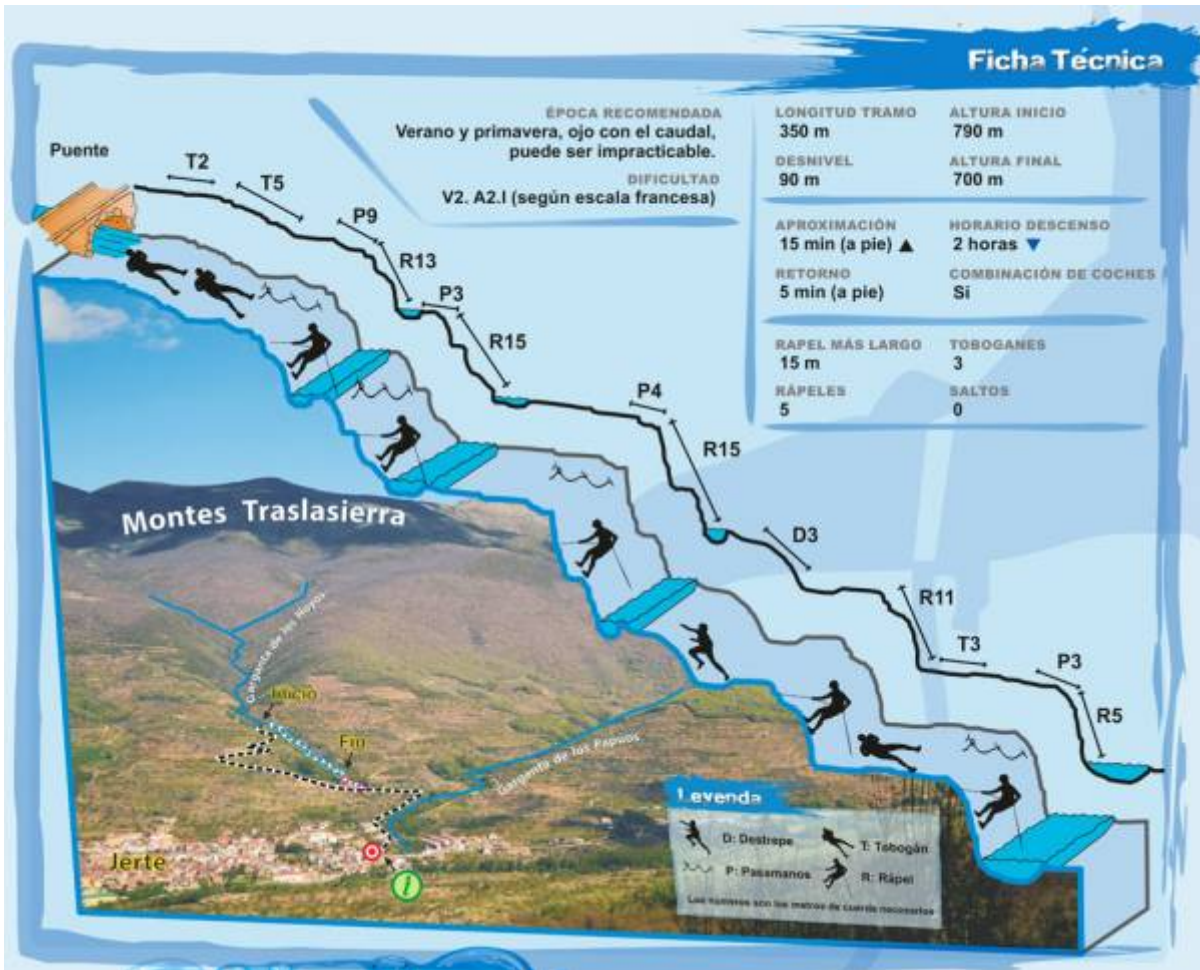 Ficha Técnica
ÉPOCA RECOMENDADA
Verano y primavera, ojo con el caudal,
puede ser impracticable.
DIFICULTAD
V2. A2.I (según escala francesa)
LONGITUD TRAMO
350 m
ALTURA INICIO
790 m
DESNIVEL
90 m
ALTURA FINAL
700 m
APROXIMACIÓN
15 min (a pie) ▲
HORARIO DESCENSO
2 horas ▼
RETORNO
5 min (a pie)
COMBINACIÓN DE COCHES
Si
RAPEL MÁS LARGO
15 m
TOBOGANES
3
RÁPELES
5
SALTOS
0
Puente
T2
T5
P9
R13
P3
R15
P4
R15
D3
R11
T3
P3
R5
Montes Traslasierra
Garganta de los Hoyos
Inicio
Fin
Garganta de los Papuos
Jerte
i
Leyenda
D: Destrepe
T: Tobogán
P: Pasamanos
R: Rápel
Los números son los metros de cuerda necesarios